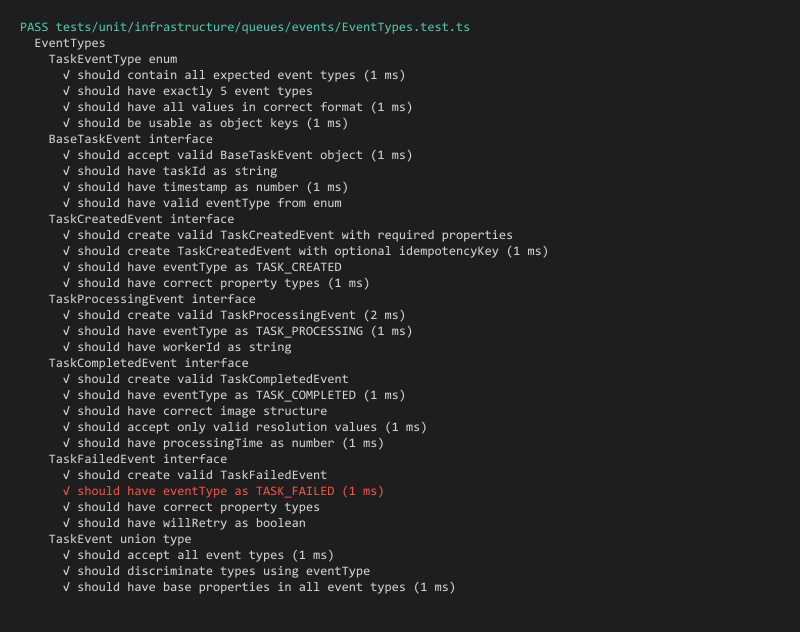 PASS tests/unit/infrastructure/queues/events/EventTypes.test.ts
EventTypes
TaskEventType enum
√ should contain all expected event types (1 ms)
√ should have exactly 5 event types
√ should have all values in correct format (1 ms)
√ should be usable as object keys (1 ms)
BaseTaskEvent interface
√ should accept valid BaseTaskEvent object (1 ms)
√ should have taskId as string
√ should have timestamp as number (1 ms)
√ should have valid eventType from enum
TaskCreatedEvent interface
√ should create valid TaskCreatedEvent with required properties
√ should create TaskCreatedEvent with optional idempotencyKey (1 ms)
√ should have eventType as TASK_CREATED
√ should have correct property types (1 ms)
TaskProcessingEvent interface
√ should create valid TaskProcessingEvent (2 ms)
√ should have eventType as TASK_PROCESSING (1 ms)
√ should have workerId as string
TaskCompletedEvent interface
√ should create valid TaskCompletedEvent
√ should have eventType as TASK_COMPLETED (1 ms)
√ should have correct image structure
√ should accept only valid resolution values (1 ms)
√ should have processingTime as number (1 ms)
TaskFailedEvent interface
√ should create valid TaskFailedEvent
√ should have eventType as TASK_FAILED (1 ms)
√ should have correct property types
√ should have willRetry as boolean
TaskEvent union type
√ should accept all event types (1 ms)
√ should discriminate types using eventType
√ should have base properties in all event types (1 ms)